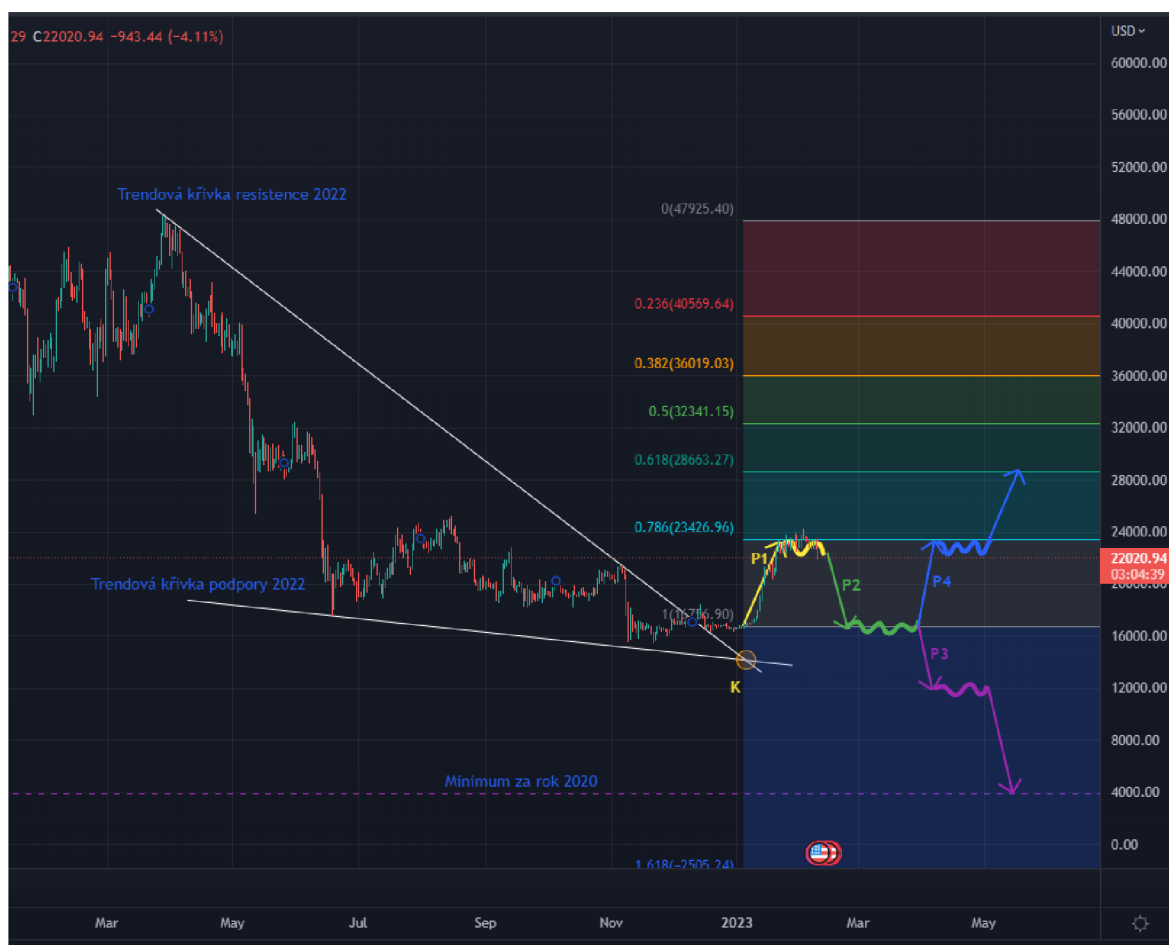 29 C22020.94 −943.44 (−4.11%)
USD
60000.00
56000.00
52000.00
Trendová křivka resistence 2022
0(47925.40)
48000.00
44000.00
0.236(40569.64)
40000.00
0.382(36019.03)
36000.00
0.5(32341.15)
32000.00
0.618(28663.27)
28000.00
0.786(23426.96)
24000.00
P1
22020.94
03:04:39
Trendová křivka podpory 2022
P2
P4
16000.00
P3
K
12000.00
8000.00
Minimum za rok 2020
4000.00
0.00
1.618(−2505.24)
Mar
May
Jul
Sep
Nov
2023
Mar
May